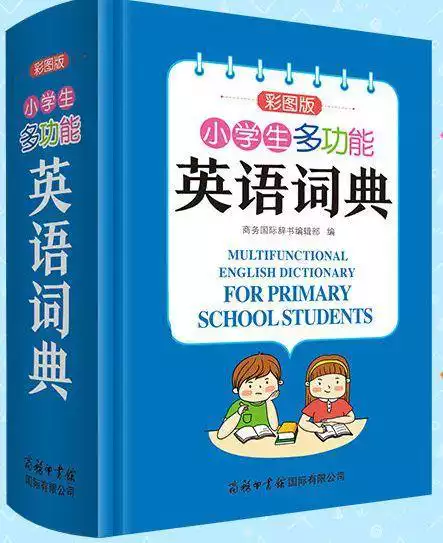 彩图版
小学生
多功能
英语词典
商务印书馆
国际有限公司
彩图版
小学生多功能
英语词典
商务国际辞书编辑部 编
MULTIFUNCTIONAL
ENGLISH DICTIONARY
FOR PRIMARY
SCHOOL STUDENTS
商务印书馆国际有限公司